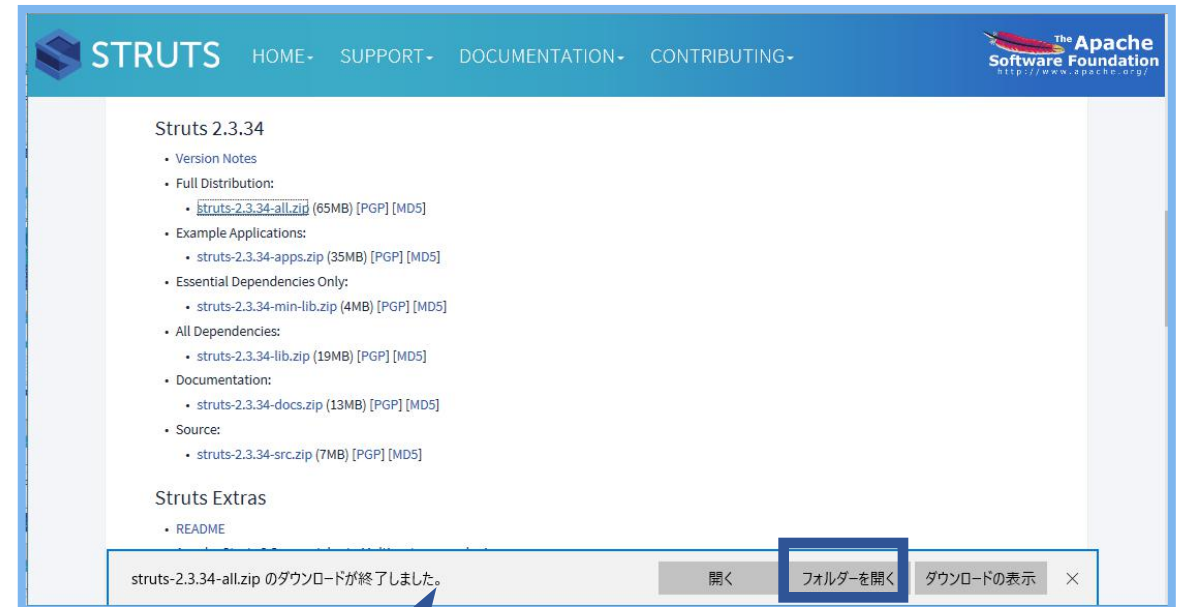 STRUTS HOME SUPPORT DOCUMENTATION CONTRIBUTING
The Apache
Software Foundation
http://www.apache.org/
Struts 2.3.34
• Version Notes
• Full Distribution:
• struts-2.3.34-all.zip (65MB) [PGP] [MD5]
• Example Applications:
• struts-2.3.34-apps.zip (35MB) [PGP] [MD5]
• Essential Dependencies Only:
• struts-2.3.34-min-lib.zip (4MB) [PGP] [MD5]
• All Dependencies:
• struts-2.3.34-lib.zip (19MB) [PGP] [MD5]
• Documentation:
• struts-2.3.34-docs.zip (13MB) [PGP] [MD5]
• Source:
• struts-2.3.34-src.zip (7MB) [PGP] [MD5]
Struts Extras
• README
struts-2.3.34-all.zip のダウンロードが終了しました。 開く フォルダーを開く ダウンロードの表示 ×